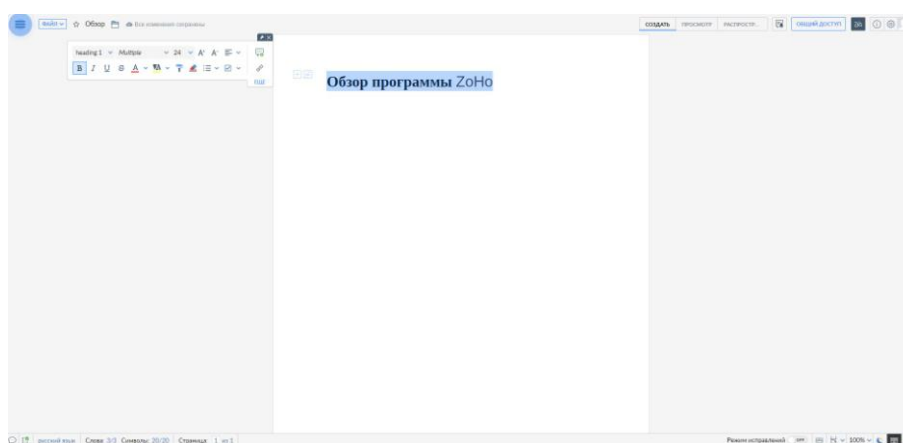 Файл
Обзор
Все изменения сохранены
СОЗДАТЬ
ПРОСМОТР
РАСПРОСТР..
ОБЩИЙ ДОСТУП
heading 1
Multiple
24
B I U S A
ЕЩЕ
Обзор программы ZoHo
русский язык
Слова: 3/3
Символы: 20/20
Страница: 1 из 1
Режим исправлений
100%